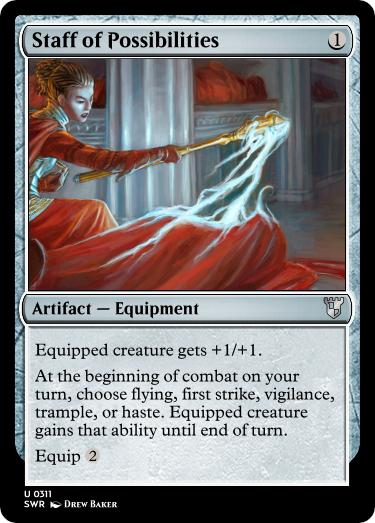 Staff of Possibilities 1
Artifact — Equipment
Equipped creature gets +1/+1.
At the beginning of combat on your
turn, choose flying, first strike, vigilance,
trample, or haste. Equipped creature
gains that ability until end of turn.
Equip 2
U 0311
SWR Drew Baker